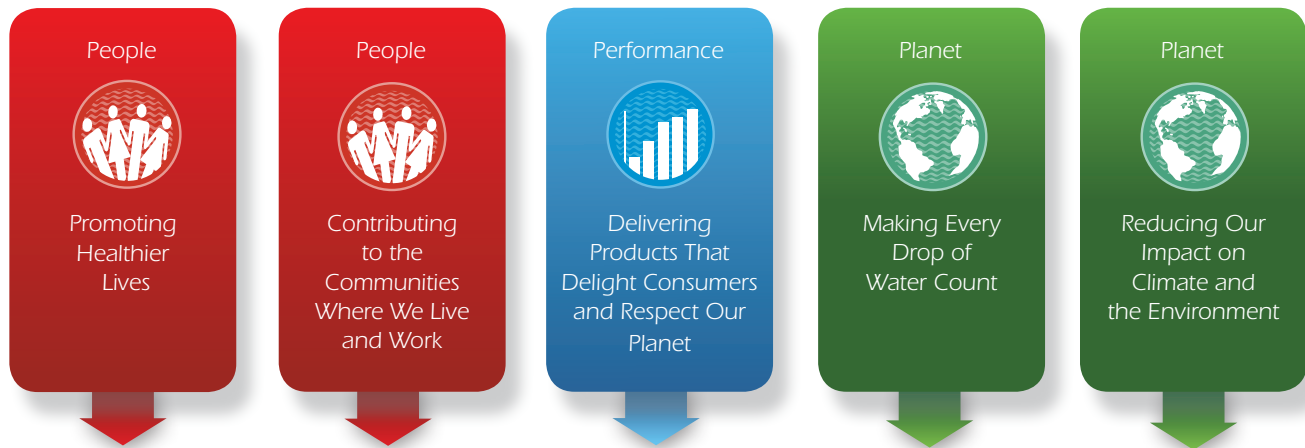 People
Promoting
Healthier
Lives
People
Contributing
to the
Communities
Where We Live
and Work
Performance
Delivering
Products That
Delight Consumers
and Respect Our
Planet
Planet
Making Every
Drop of
Water Count
Planet
Reducing Our
Impact on
Climate and
the Environment